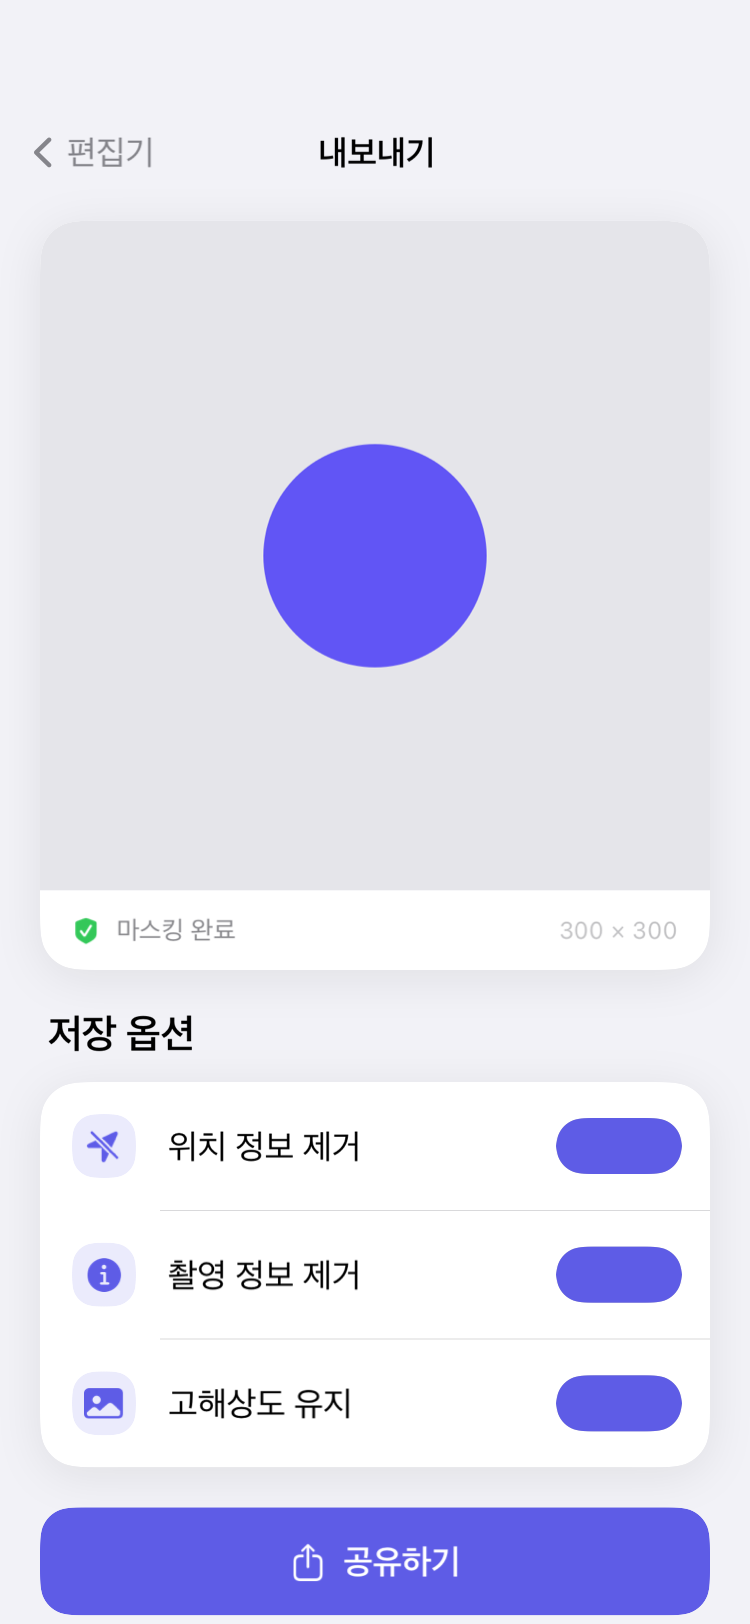 편집기
내보내기
마스킹 완료
300 × 300
저장 옵션
위치 정보 제거
촬영 정보 제거
고해상도 유지
공유하기